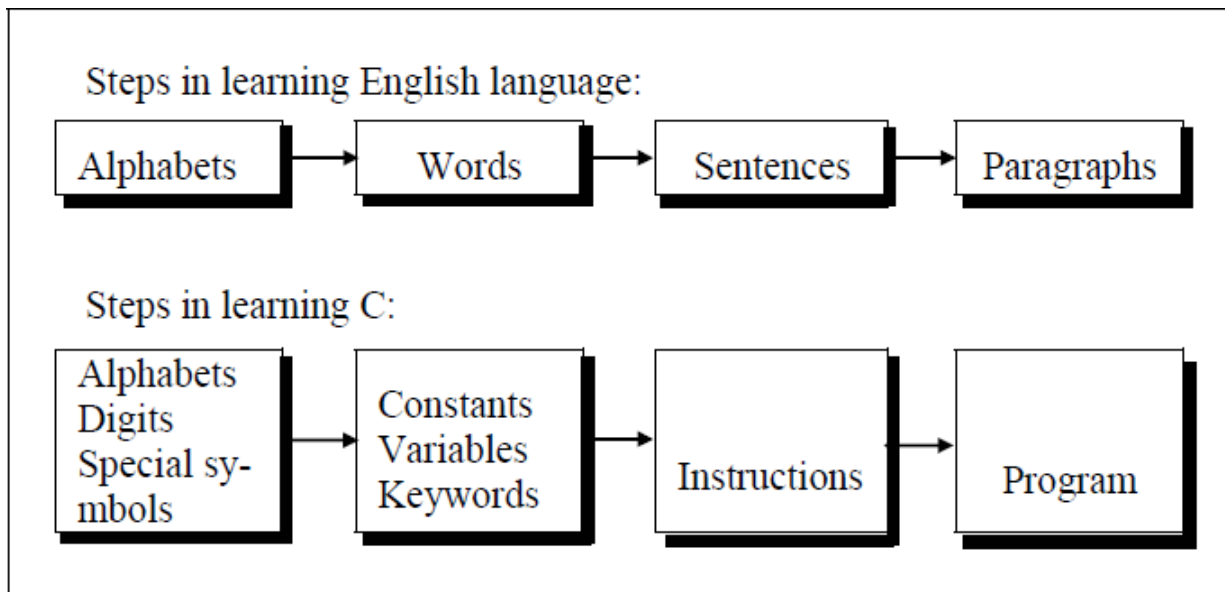 Steps in learning English language:
Alphabets
Words
Sentences
Paragraphs
Steps in learning C:
Alphabets
Digits
Special sy-
mbols
Constants
Variables
Keywords
Instructions
Program